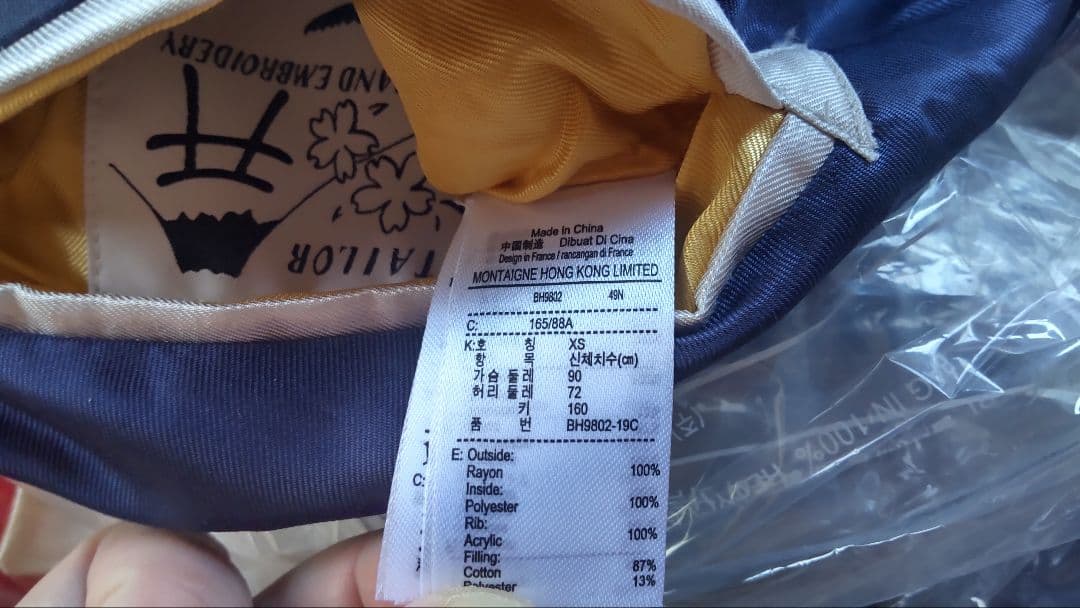 HAND EMBROIDERY
TAILOR
Made in China
中国制造 Dibuat Di Cina
Design in France / rancangan di France
MONTAIGNE HONG KONG LIMITED
BH9802 49N
C: 165/88A
K:호 칭 XS
항 목 신체치수(㎝)
가슴 둘레 90
허리 둘레 72
키 160
품 번 BH9802-19C
E: Outside:
Rayon 100%
Inside:
Polyester 100%
Rib:
Acrylic 100%
Filling:
Cotton 87%
Polyester 13%
C:
100%